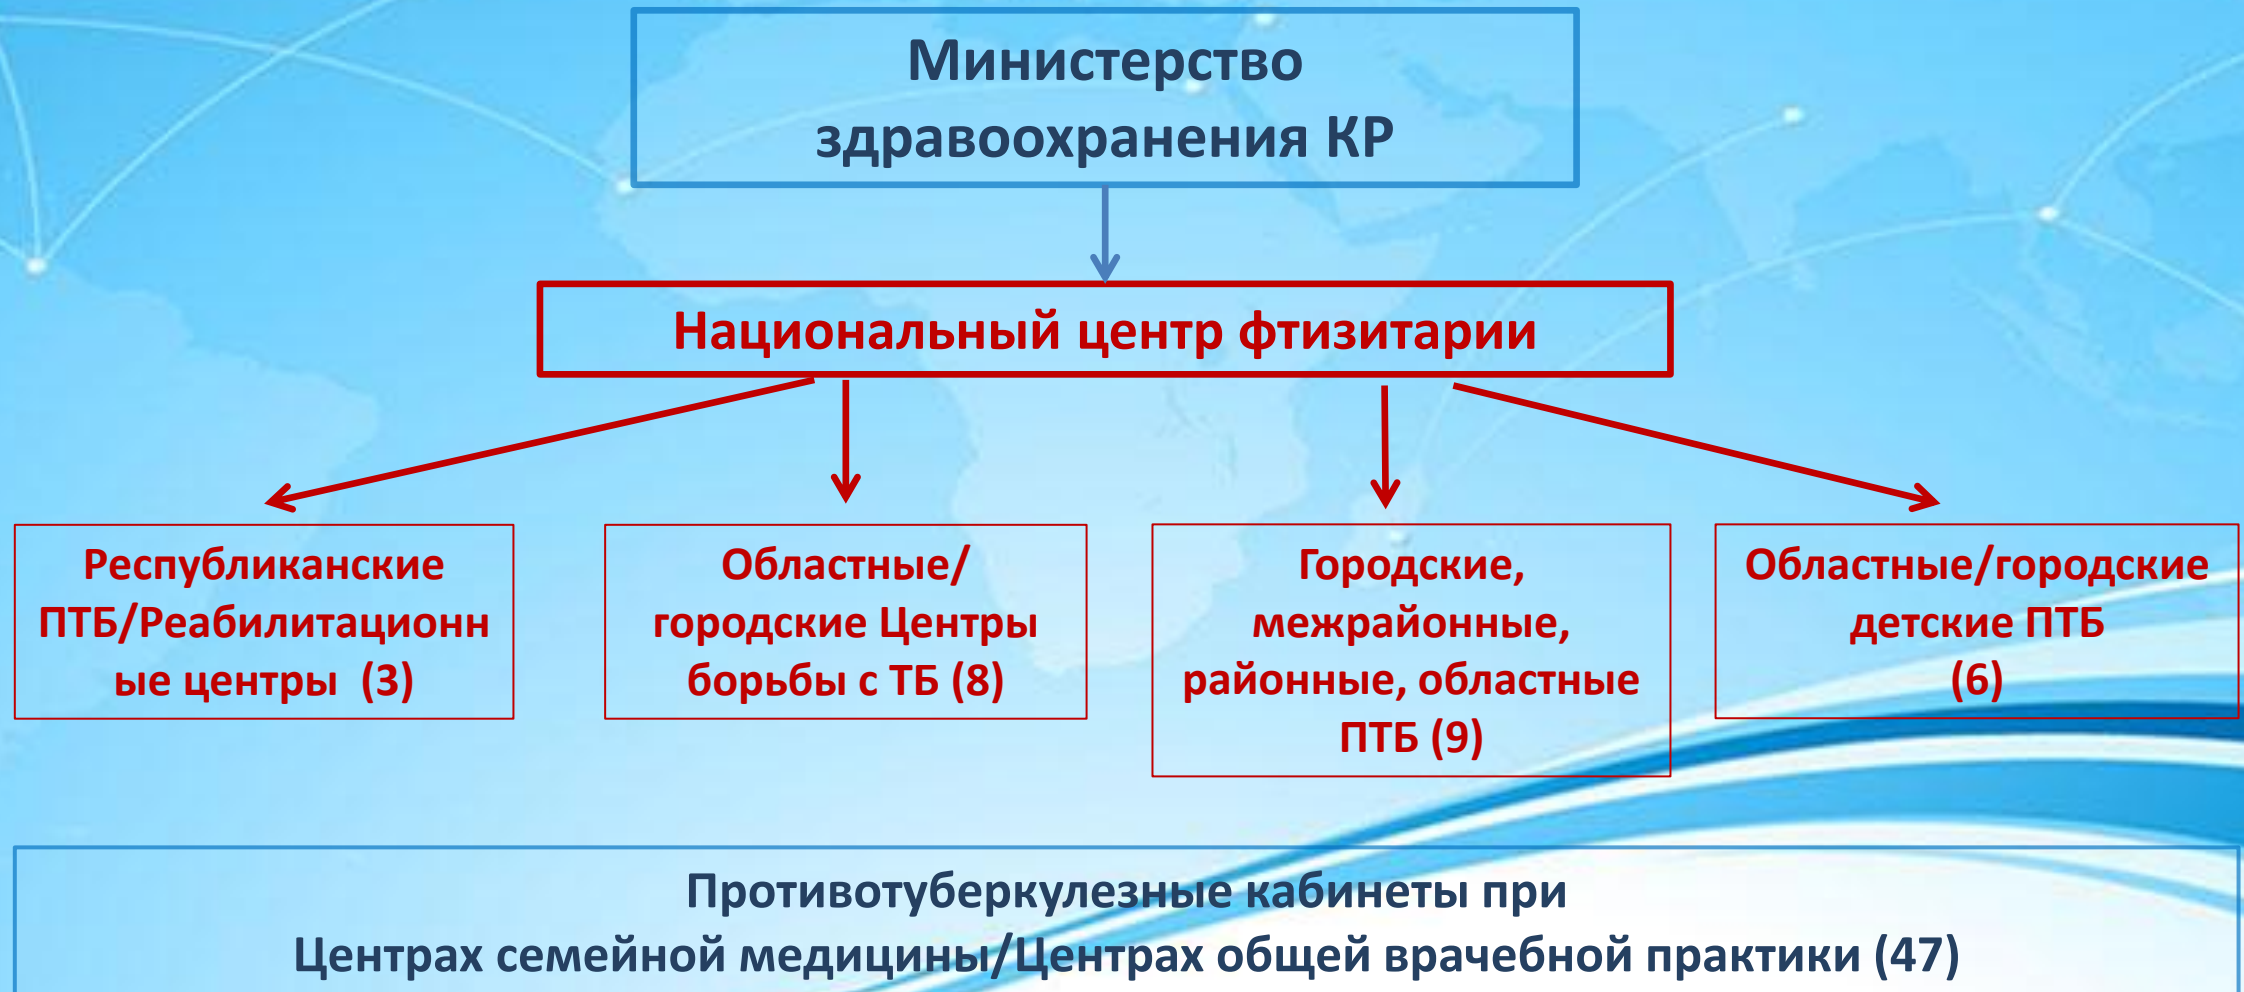 Министерство
здравоохранения КР
Национальный центр фтизитарии
Республиканские
ПТБ/Реабилитационн
ые центры (3)
Областные/
городские Центры
борьбы с ТБ (8)
Городские,
межрайонные,
районные, областные
ПТБ (9)
Областные/городские
детские ПТБ
(6)
Противотуберкулезные кабинеты при
Центрах семейной медицины/Центрах общей врачебной практики (47)